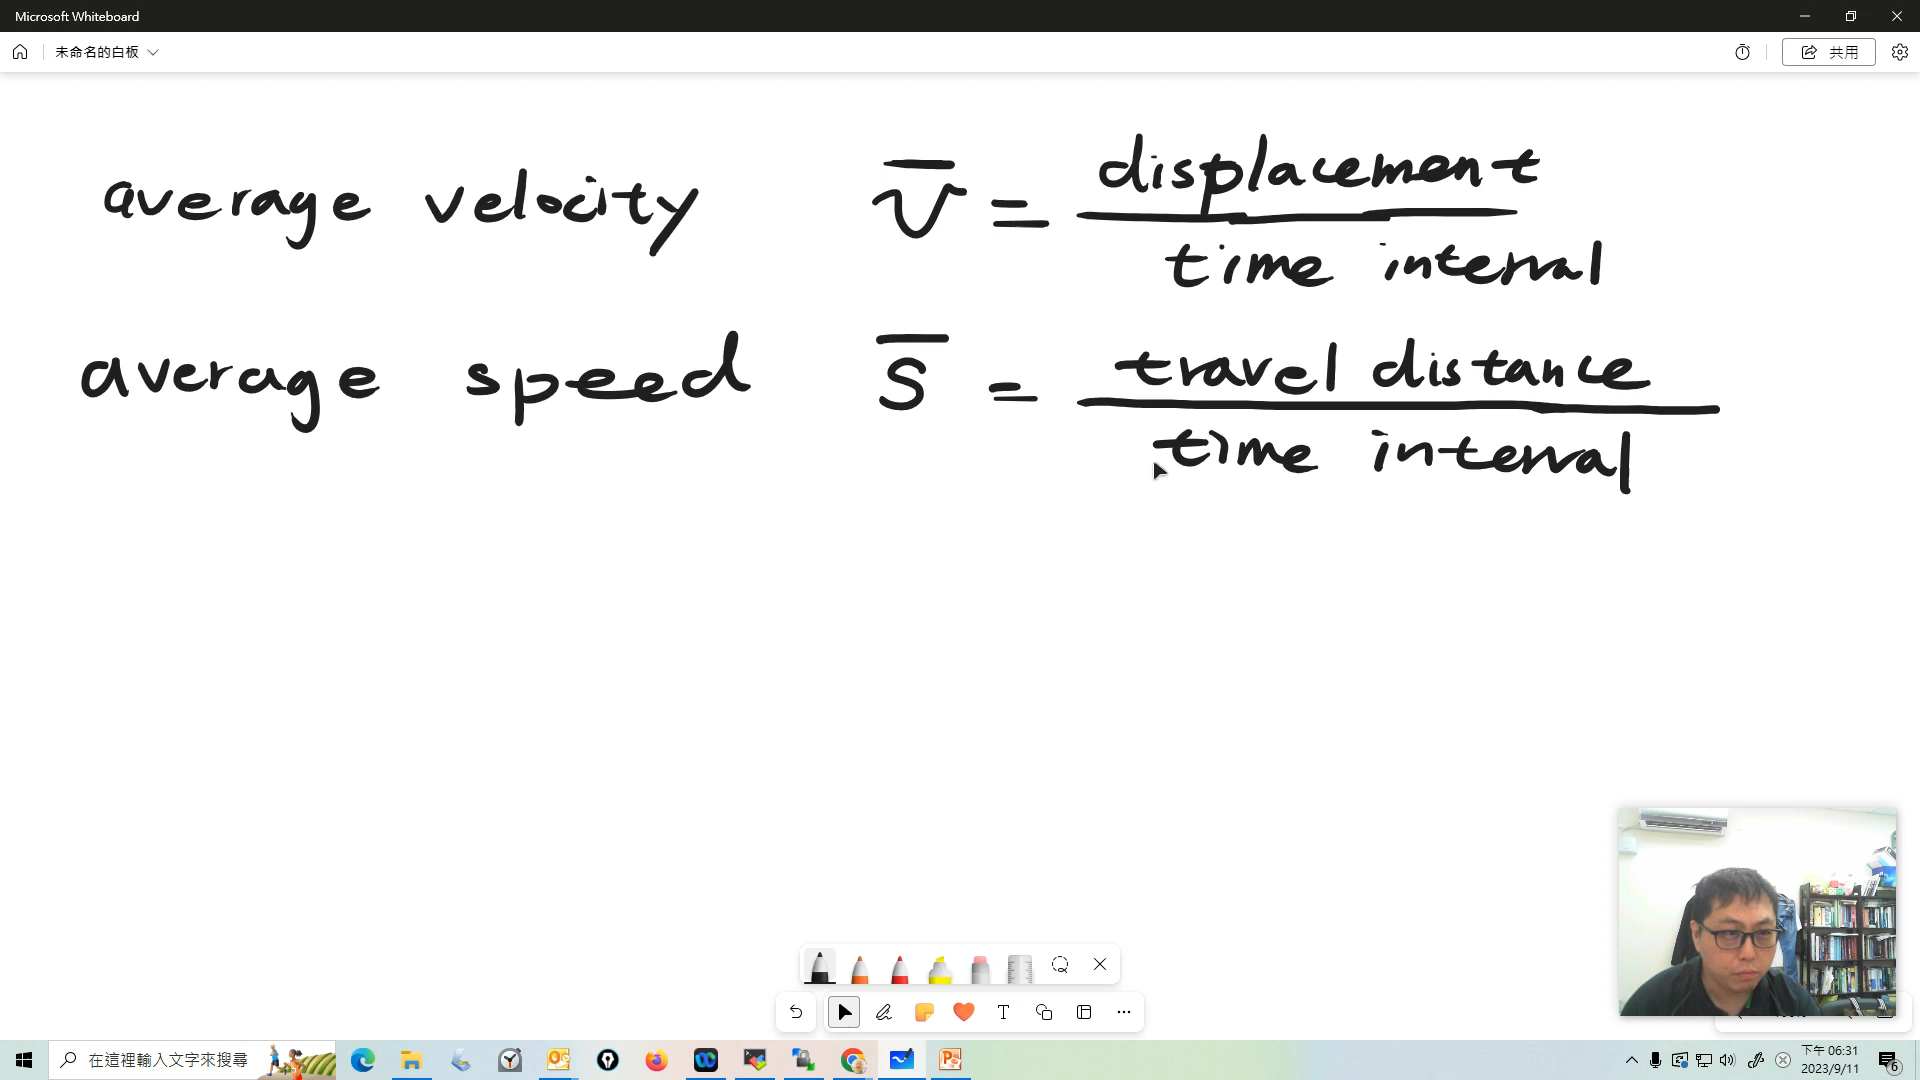 Microsoft Whiteboard
未命名的白板
共用
average velocity v̅ = displacement / time interval
average speed s̅ = travel distance / time interval
在這裡輸入文字來搜尋
下午 06:31
2023/9/11
6